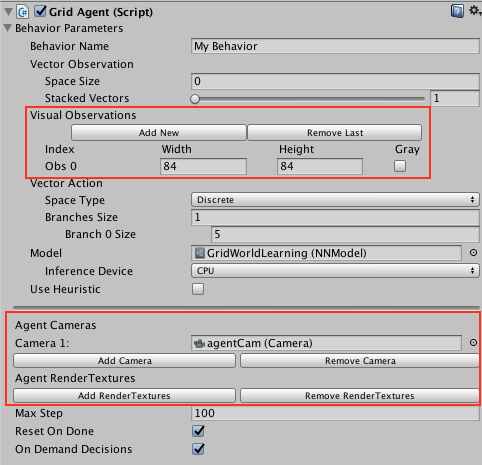 Grid Agent (Script)
Behavior Parameters
Behavior Name My Behavior
Vector Observation
Space Size 0
Stacked Vectors 1
Visual Observations
Add New Remove Last
Index Width Height Gray
Obs 0 84 84
Vector Action
Space Type Discrete
Branches Size 1
Branch 0 Size 5
Model GridWorldLearning (NNModel)
Inference Device CPU
Use Heuristic
Agent Cameras
Camera 1: agentCam (Camera)
Add Camera Remove Camera
Agent RenderTextures
Add RenderTextures Remove RenderTextures
Max Step 100
Reset On Done
On Demand Decisions